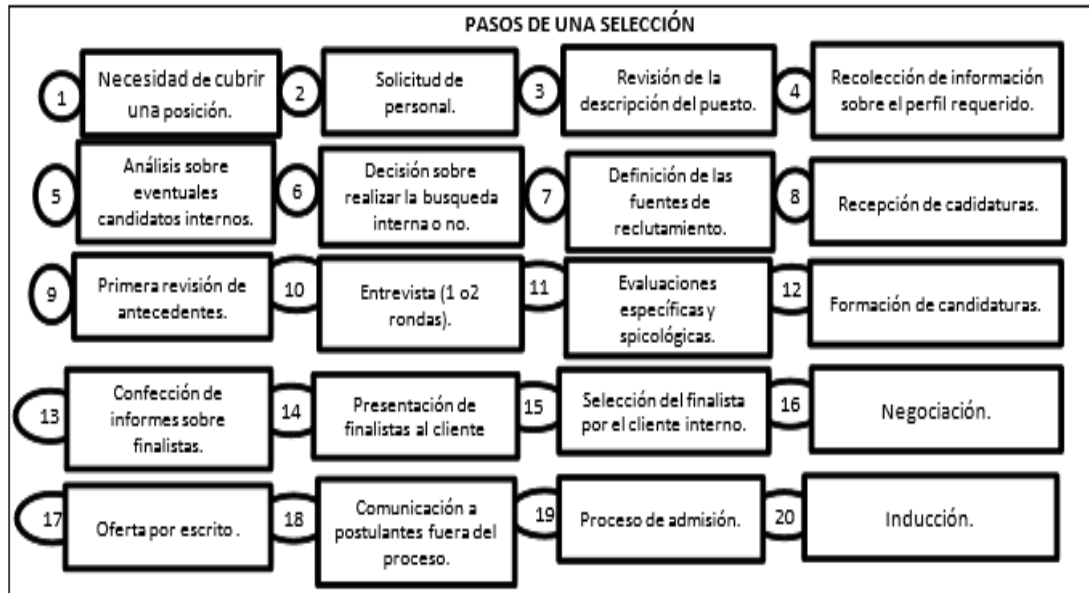 PASOS DE UNA SELECCIÓN
1
Necesidad de cubrir
una posición.
2
Solicitud de
personal.
3
Revisión de la
descripción del puesto.
4
Recolección de información
sobre el perfil requerido.
5
Análisis sobre
eventuales
candidatos internos.
6
Decisión sobre
realizar la busqueda
interna o no.
7
Definición de las
fuentes de
reclutamiento.
8
Recepción de cadidaturas.
9
Primera revisión de
antecedentes.
10
Entrevista (1 o2
rondas).
11
Evaluaciones
específicas y
spicológicas.
12
Formación de candidaturas.
13
Confección de
informes sobre
finalistas.
14
Presentación de
finalistas al cliente
15
Selección del finalista
por el cliente interno.
16
Negociación.
17
Oferta por escrito .
18
Comunicación a
postulantes fuera del
proceso.
19
Proceso de admisión.
20
Inducción.